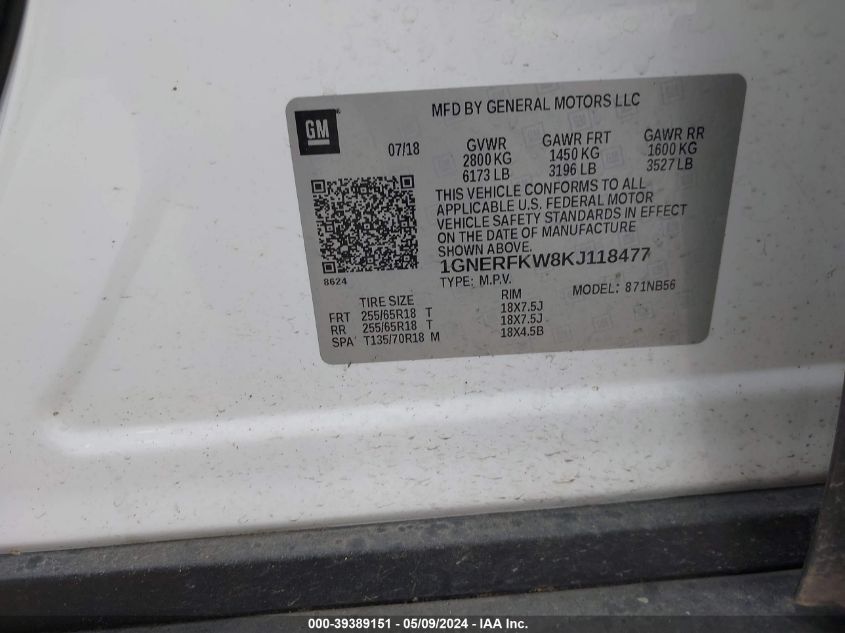 MFD BY GENERAL MOTORS LLC
GM
07/18 GVWR GAWR FRT GAWR RR
2800 KG 1450 KG 1600 KG
6173 LB 3196 LB 3527 LB
THIS VEHICLE CONFORMS TO ALL
APPLICABLE U.S. FEDERAL MOTOR
VEHICLE SAFETY STANDARDS IN EFFECT
ON THE DATE OF MANUFACTURE
SHOWN ABOVE.
1GNERFKW8KJ118477
8624
TYPE: M.P.V. MODEL: 871NB56
TIRE SIZE RIM
FRT 255/65R18 T 18X7.5J
RR 255/65R18 T 18X7.5J
SPA T135/70R18 M 18X4.5B
000-39389151 - 05/09/2024 - IAA Inc.